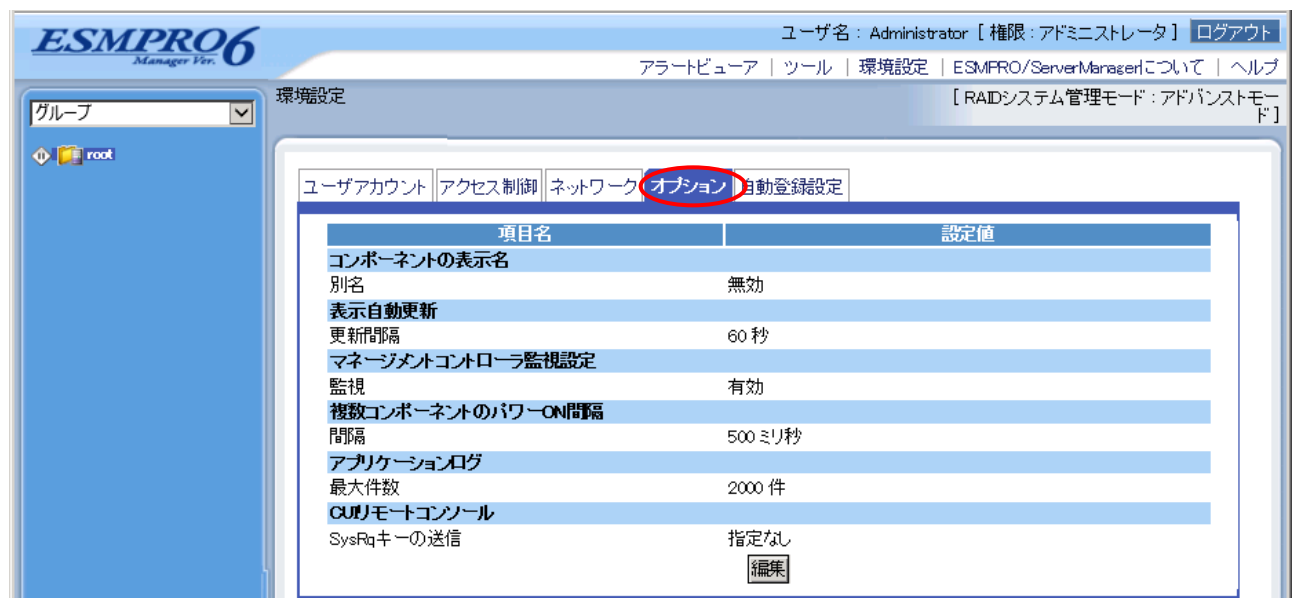 ESMPRO6
Manager Ver.
ユーザ名 : Administrator [ 権限 : アドミニストレータ ] ログアウト
アラートビューア | ツール | 環境設定 | ESMPRO/ServerManagerについて | ヘルプ
グループ
環境設定
[ RAIDシステム管理モード : アドバンストモー
ド ]
root
ユーザアカウント アクセス制御 ネットワーク オプション 自動登録設定
項目名 設定値
コンポーネントの表示名
別名 無効
表示自動更新
更新間隔 60 秒
マネージメントコントローラ監視設定
監視 有効
複数コンポーネントのパワーON間隔
間隔 500 ミリ秒
アプリケーションログ
最大件数 2000 件
CUIリモートコンソール
SysRqキーの送信 指定なし
編集